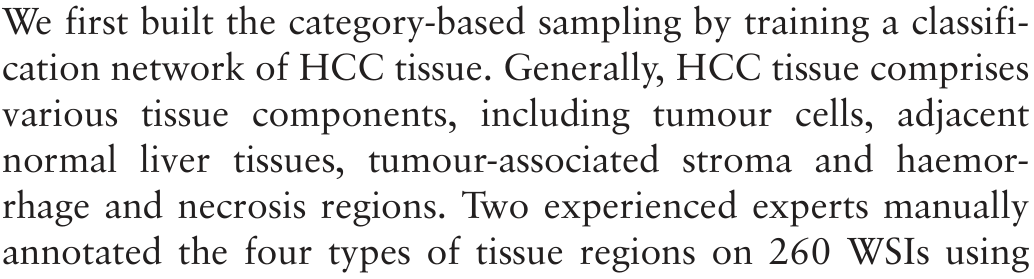 We first built the category-based sampling by training a classifi-
cation network of HCC tissue. Generally, HCC tissue comprises
various tissue components, including tumour cells, adjacent
normal liver tissues, tumour-associated stroma and haemor-
rhage and necrosis regions. Two experienced experts manually
annotated the four types of tissue regions on 260 WSIs using